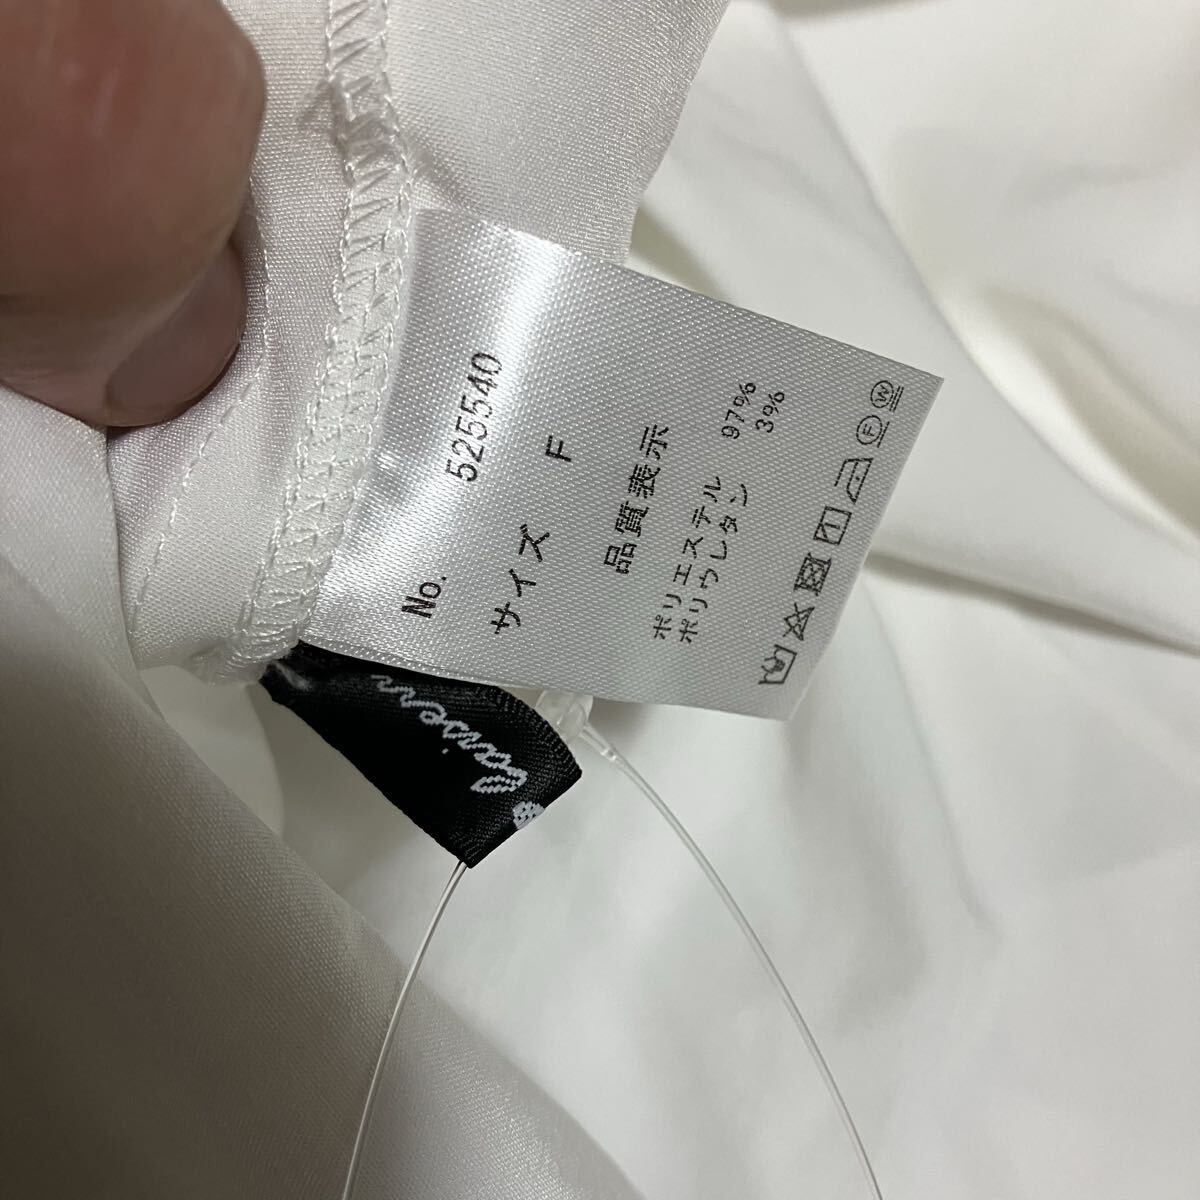 No. 525540
サイズ F
品質表示
ポリエステル 97%
ポリウレタン 3%
F W